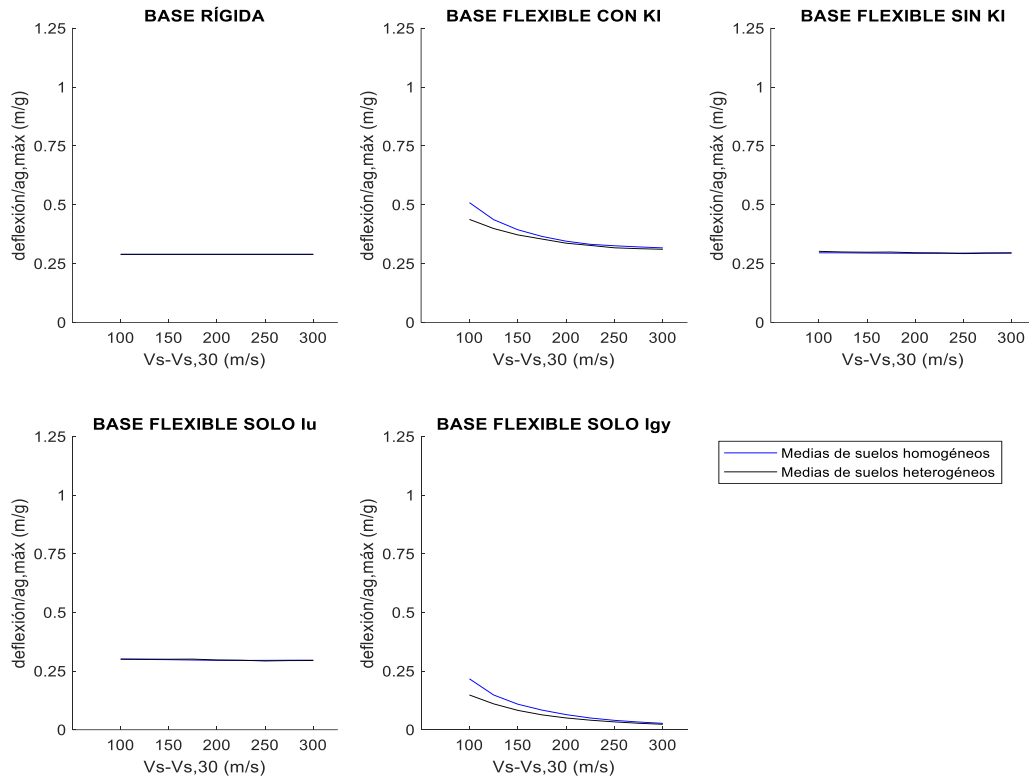 BASE RÍGIDA
1.25
1
0.75
0.5
0.25
0
deflexión/ag,máx (m/g)
100 150 200 250 300
Vs-Vs,30 (m/s)
BASE FLEXIBLE CON KI
1.25
1
0.75
0.5
0.25
0
deflexión/ag,máx (m/g)
100 150 200 250 300
Vs-Vs,30 (m/s)
BASE FLEXIBLE SIN KI
1.25
1
0.75
0.5
0.25
0
deflexión/ag,máx (m/g)
100 150 200 250 300
Vs-Vs,30 (m/s)
BASE FLEXIBLE SOLO Iu
1.25
1
0.75
0.5
0.25
0
deflexión/ag,máx (m/g)
100 150 200 250 300
Vs-Vs,30 (m/s)
BASE FLEXIBLE SOLO Igy
1.25
1
0.75
0.5
0.25
0
deflexión/ag,máx (m/g)
100 150 200 250 300
Vs-Vs,30 (m/s)
Medias de suelos homogéneos
Medias de suelos heterogéneos